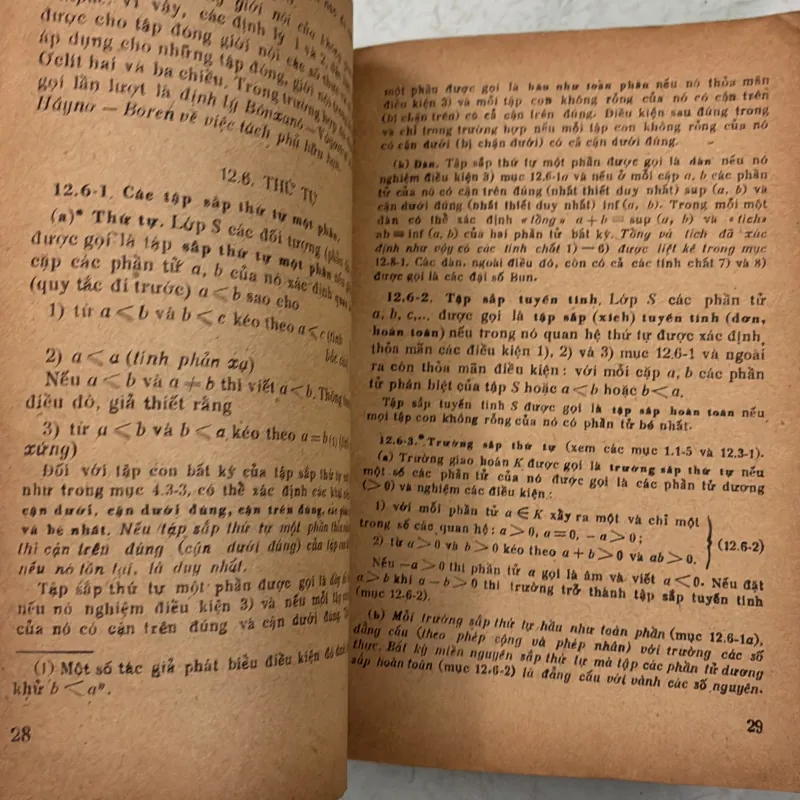 giới nội của không
vì vậy, các định lý 1 và 2,
được cho tập đóng giới nội các số thực
áp dụng cho những tập đóng, giới nội
Ơclit hai và ba chiều. Trong trường hợp
gọi lần lượt là định lý Bônxanô —
Hâynơ — Boren về việc tách phủ hữu hạn.
12.6. THỨ TỰ
12.6-1. Các tập sắp thứ tự một phần.
(a)* Thứ tự. Lớp S các đối tượng (phần
được gọi là tập sắp thứ tự một phần nếu
cặp các phần tử a, b của nó xác định quan
(quy tắc đi trước) a ⩽ b sao cho
1) từ a ⩽ b và b ⩽ c kéo theo a ⩽ c (tính
bắc
2) a ⩽ a (tính phản xạ)
Nếu a ⩽ b và a ≠ b thì viết a < b. Thông
điều đó, giả thiết rằng
3) từ a ⩽ b và b ⩽ a kéo theo a = b (1)
xứng)
Đối với tập con bất kỳ của tập sắp thứ tự
như trong mục 4.3-3, có thể xác định các khái
cận dưới, cận dưới đúng, cận trên đúng, các
và bé nhất. Nếu tập sắp thứ tự một phần
thì cận trên đúng (cận dưới đúng) của tập
nếu nó tồn tại, là duy nhất.
Tập sắp thứ tự một phần được gọi là
nếu nó nghiệm điều kiện 3) và nếu mỗi tập
của nó có cận trên đúng và cận dưới đúng.
(1) Một số tác giả phát biểu điều kiện đó
khử b < a".
28
một phần được gọi là hầu như toàn phần nếu nó thỏa mãn
điều kiện 3) và mỗi tập con không rỗng của nó có cận trên
(bị chặn trên) có cả cận trên đúng. Điều kiện sau đúng trong
và chỉ trong trường hợp nếu mỗi tập con không rỗng của nó
có cận dưới (bị chặn dưới) có cả cận dưới đúng.
(b) Dàn. Tập sắp thứ tự một phần được gọi là dàn nếu nó
nghiệm điều kiện 3) mục 12.6-1a và nếu ở mỗi cặp a, b các phần
tử của nó có cận trên đúng (nhất thiết duy nhất) sup (a, b) và
cận dưới đúng (nhất thiết duy nhất) inf (a, b). Trong mỗi một
dàn có thể xác định «tổng» a + b = sup (a, b) và «tích»
ab = inf (a, b) của hai phần tử bất kỳ. Tổng và tích đã xác
định như vậy có các tính chất 1) — 6) được liệt kê trong mục
12.8-1. Các dàn, ngoài điều đó, còn có cả các tính chất 7) và 8)
được gọi là các đại số Bun.
12.6-2. Tập sắp tuyến tính. Lớp S các phần tử
a, b, c,... được gọi là tập sắp (xích) tuyến tính (đơn,
hoàn toàn) nếu trong nó quan hệ thứ tự được xác định,
thỏa mãn các điều kiện 1), 2) và 3) mục 12.6-1 và ngoài
ra còn thỏa mãn điều kiện: với mỗi cặp a, b các phần
tử phân biệt của tập S hoặc a < b hoặc b < a.
Tập sắp tuyến tính S được gọi là tập sắp hoàn toàn nếu
mọi tập con không rỗng của nó có phần tử bé nhất.
12.6-3.* Trường sắp thứ tự (xem các mục 1.1-5 và 12.3-1).
(a) Trường giao hoán K được gọi là trường sắp thứ tự nếu
một số các phần tử của nó được gọi là các phần tử dương
(> 0) và nghiệm các điều kiện:
1) với mỗi phần tử a ∈ K xẩy ra một và chỉ một
trong số các quan hệ: a > 0, a = 0, – a > 0;
2) từ a > 0 và b > 0 kéo theo a + b > 0 và ab > 0.
(12.6-2)
Nếu —a > 0 thì phần tử a gọi là âm và viết a < 0. Nếu đặt
a > b khi a — b > 0 thì trường trở thành tập sắp tuyến tính
(mục 12.6-2).
(b) Mỗi trường sắp thứ tự hầu như toàn phần (mục 12.6-1a),
đẳng cấu (theo phép cộng và phép nhân) với trường các số
thực. Bất kỳ miền nguyên sắp thứ tự mà tập các phần tử dương
sắp hoàn toàn (mục 12.6-2) là đẳng cấu với vành các số nguyên.
29